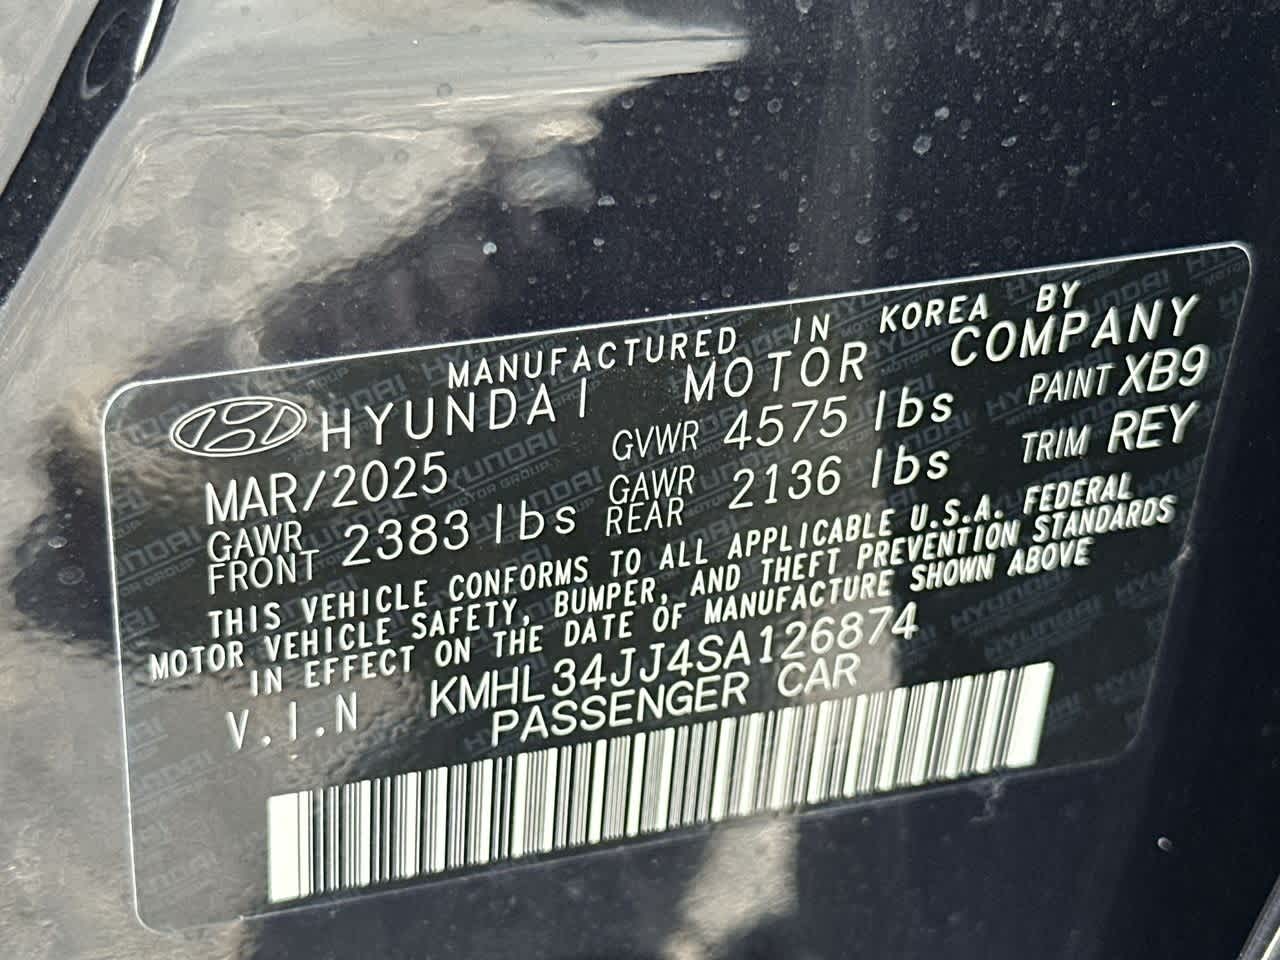 MANUFACTURED IN KOREA BY
HYUNDAI MOTOR COMPANY
MAR/2025 GVWR 4575 lbs PAINT XB9
GAWR FRONT 2383 lbs GAWR REAR 2136 lbs TRIM REY
THIS VEHICLE CONFORMS TO ALL APPLICABLE U.S.A. FEDERAL
MOTOR VEHICLE SAFETY, BUMPER, AND THEFT PREVENTION STANDARDS
IN EFFECT ON THE DATE OF MANUFACTURE SHOWN ABOVE
V.I.N KMHL34JJ4SA126874
PASSENGER CAR